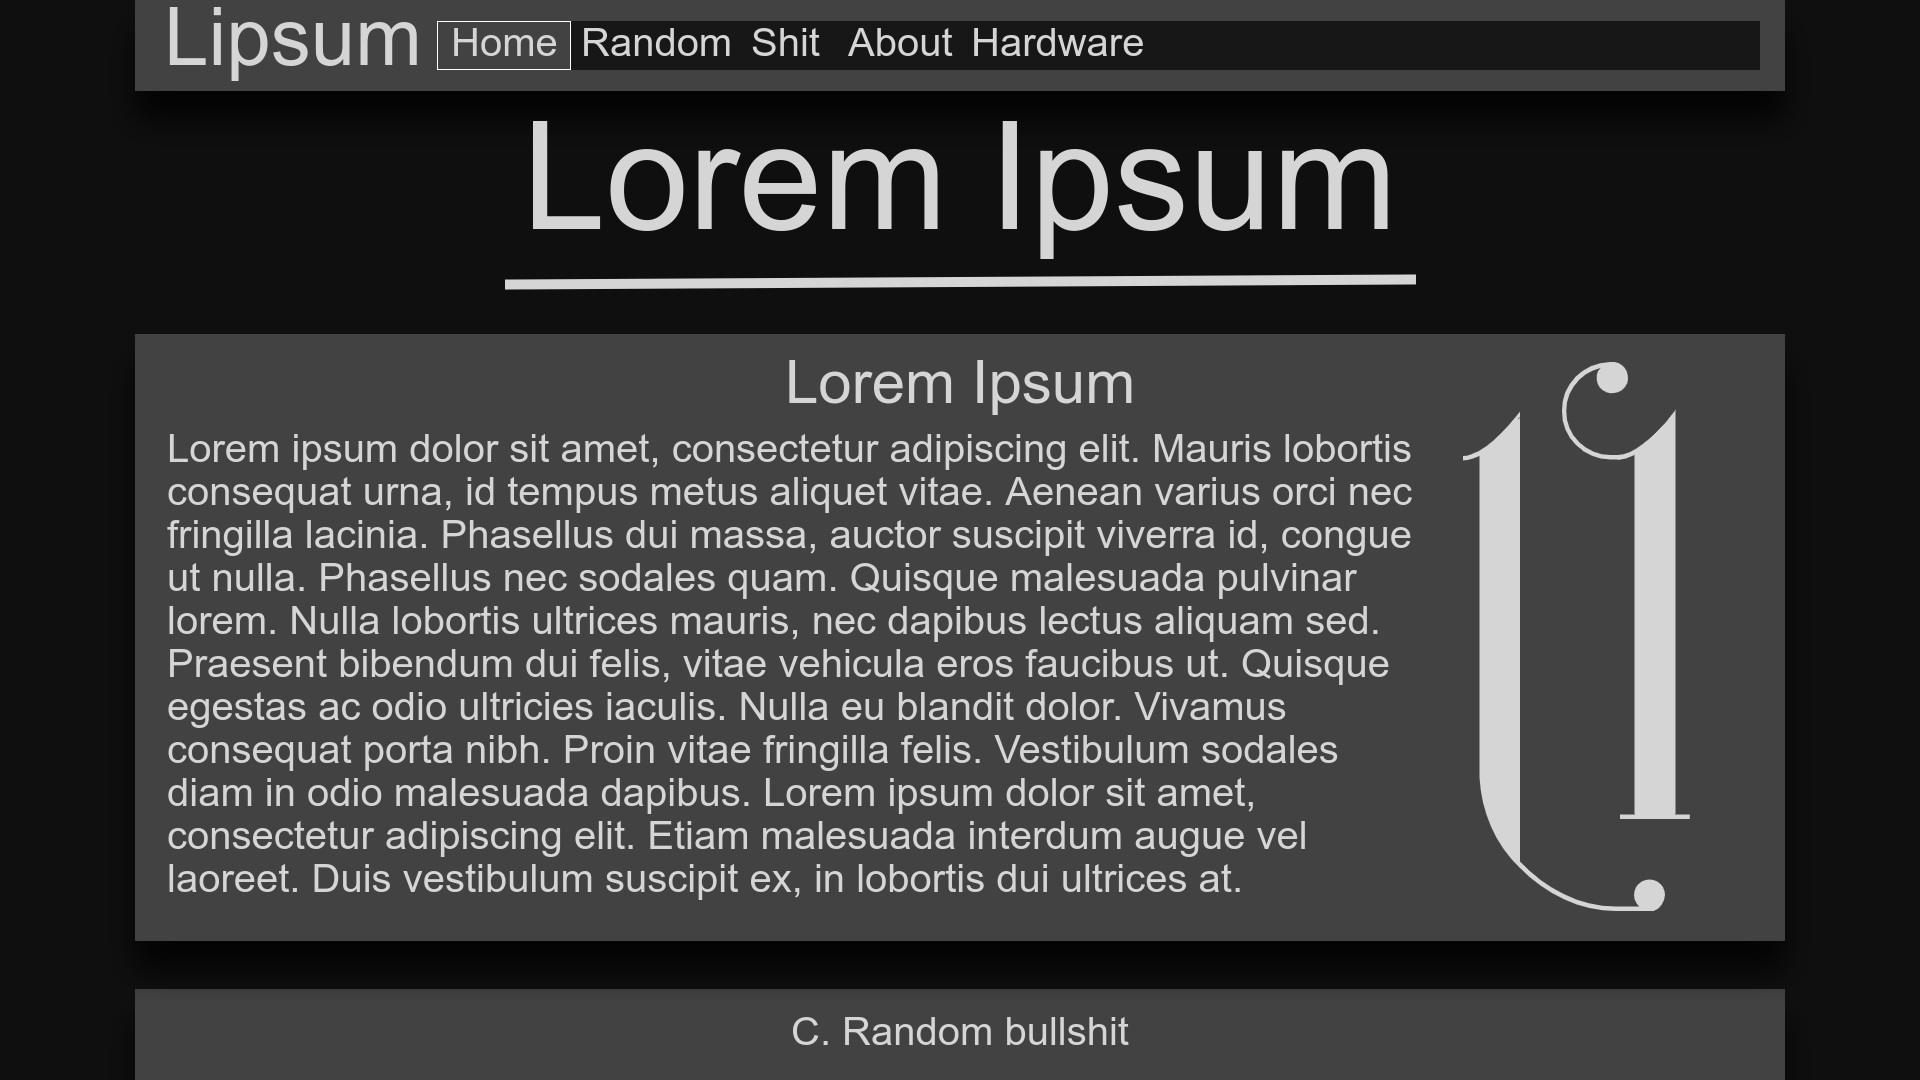 Lipsum Home Random Shit About Hardware
Lorem Ipsum
Lorem Ipsum
Lorem ipsum dolor sit amet, consectetur adipiscing elit. Mauris lobortis
consequat urna, id tempus metus aliquet vitae. Aenean varius orci nec
fringilla lacinia. Phasellus dui massa, auctor suscipit viverra id, congue
ut nulla. Phasellus nec sodales quam. Quisque malesuada pulvinar
lorem. Nulla lobortis ultrices mauris, nec dapibus lectus aliquam sed.
Praesent bibendum dui felis, vitae vehicula eros faucibus ut. Quisque
egestas ac odio ultricies iaculis. Nulla eu blandit dolor. Vivamus
consequat porta nibh. Proin vitae fringilla felis. Vestibulum sodales
diam in odio malesuada dapibus. Lorem ipsum dolor sit amet,
consectetur adipiscing elit. Etiam malesuada interdum augue vel
laoreet. Duis vestibulum suscipit ex, in lobortis dui ultrices at.
C. Random bullshit